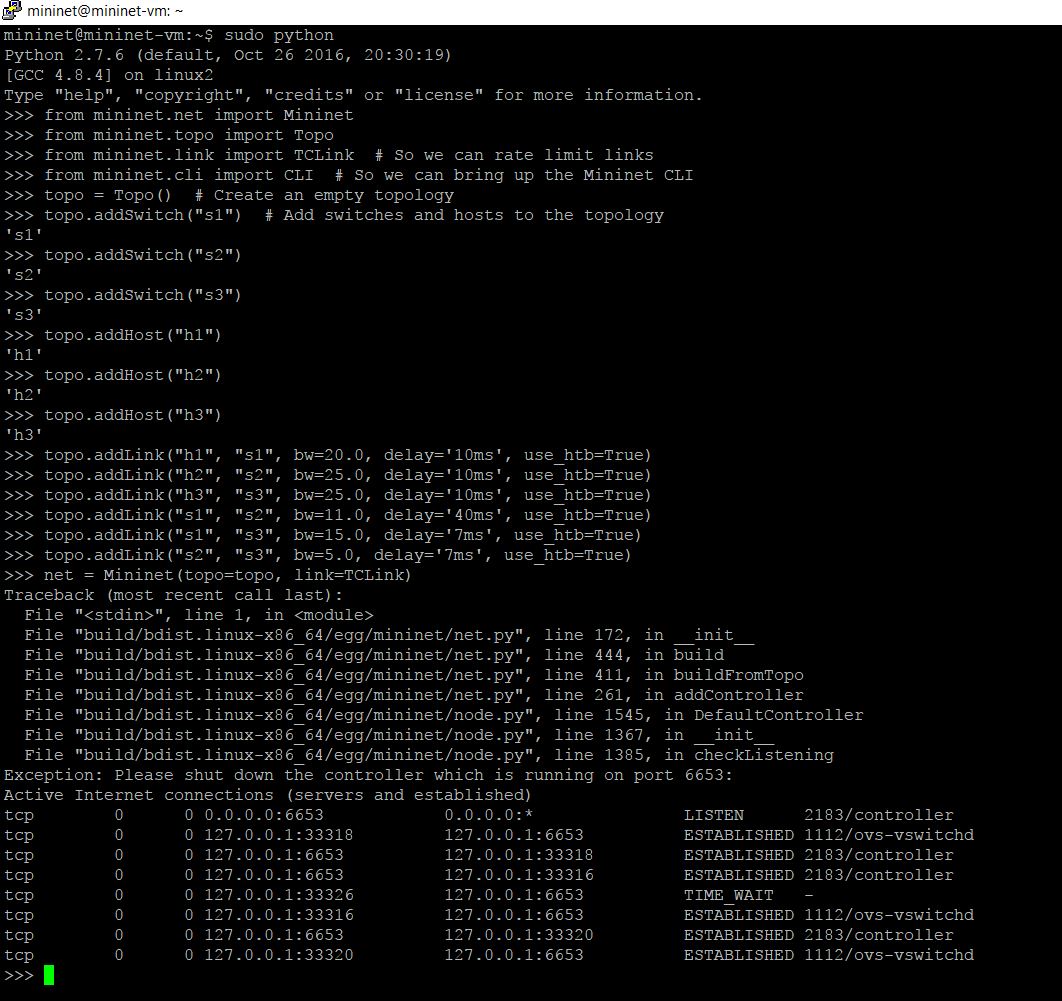 mininet@mininet-vm: ~
mininet@mininet-vm:~$ sudo python
Python 2.7.6 (default, Oct 26 2016, 20:30:19)
[GCC 4.8.4] on linux2
Type "help", "copyright", "credits" or "license" for more information.
>>> from mininet.net import Mininet
>>> from mininet.topo import Topo
>>> from mininet.link import TCLink  # So we can rate limit links
>>> from mininet.cli import CLI  # So we can bring up the Mininet CLI
>>> topo = Topo()  # Create an empty topology
>>> topo.addSwitch("s1")  # Add switches and hosts to the topology
's1'
>>> topo.addSwitch("s2")
's2'
>>> topo.addSwitch("s3")
's3'
>>> topo.addHost("h1")
'h1'
>>> topo.addHost("h2")
'h2'
>>> topo.addHost("h3")
'h3'
>>> topo.addLink("h1", "s1", bw=20.0, delay='10ms', use_htb=True)
>>> topo.addLink("h2", "s2", bw=25.0, delay='10ms', use_htb=True)
>>> topo.addLink("h3", "s3", bw=25.0, delay='10ms', use_htb=True)
>>> topo.addLink("s1", "s2", bw=11.0, delay='40ms', use_htb=True)
>>> topo.addLink("s1", "s3", bw=15.0, delay='7ms', use_htb=True)
>>> topo.addLink("s2", "s3", bw=5.0, delay='7ms', use_htb=True)
>>> net = Mininet(topo=topo, link=TCLink)
Traceback (most recent call last):
  File "<stdin>", line 1, in <module>
  File "build/bdist.linux-x86_64/egg/mininet/net.py", line 172, in __init__
  File "build/bdist.linux-x86_64/egg/mininet/net.py", line 444, in build
  File "build/bdist.linux-x86_64/egg/mininet/net.py", line 411, in buildFromTopo
  File "build/bdist.linux-x86_64/egg/mininet/net.py", line 261, in addController
  File "build/bdist.linux-x86_64/egg/mininet/node.py", line 1545, in DefaultController
  File "build/bdist.linux-x86_64/egg/mininet/node.py", line 1367, in __init__
  File "build/bdist.linux-x86_64/egg/mininet/node.py", line 1385, in checkListening
Exception: Please shut down the controller which is running on port 6653:
Active Internet connections (servers and established)
tcp        0      0 0.0.0.0:6653            0.0.0.0:*               LISTEN      2183/controller
tcp        0      0 127.0.0.1:33318         127.0.0.1:6653          ESTABLISHED 1112/ovs-vswitchd
tcp        0      0 127.0.0.1:6653          127.0.0.1:33318         ESTABLISHED 2183/controller
tcp        0      0 127.0.0.1:6653          127.0.0.1:33316         ESTABLISHED 2183/controller
tcp        0      0 127.0.0.1:33326         127.0.0.1:6653          TIME_WAIT   -
tcp        0      0 127.0.0.1:33316         127.0.0.1:6653          ESTABLISHED 1112/ovs-vswitchd
tcp        0      0 127.0.0.1:6653          127.0.0.1:33320         ESTABLISHED 2183/controller
tcp        0      0 127.0.0.1:33320         127.0.0.1:6653          ESTABLISHED 1112/ovs-vswitchd
>>>